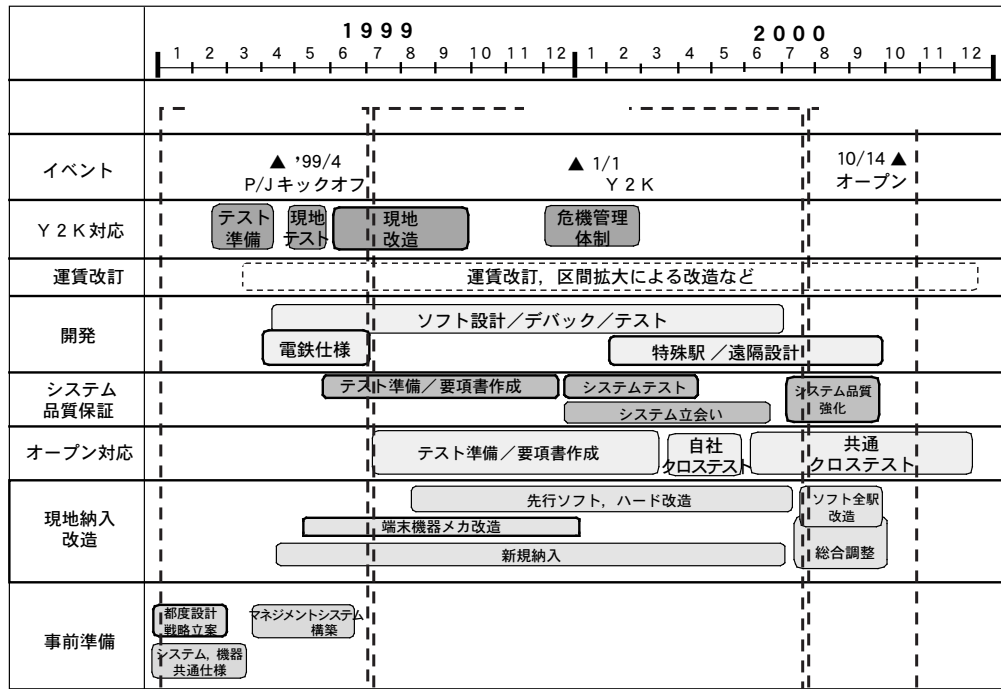 1999
2000
1 2 3 4 5 6 7 8 9 10 11 12 1 2 3 4 5 6 7 8 9 10 11 12
イベント
▲ '99/4
P/Jキックオフ
▲ 1/1
Y2K
10/14 ▲
オープン
Y2K対応
テスト
準備
現地
テスト
現地
改造
危機管理
体制
運賃改訂
運賃改訂，区間拡大による改造など
開発
ソフト設計／デバック／テスト
電鉄仕様
特殊駅／遠隔設計
システム
品質保証
テスト準備／要項書作成
システムテスト
システム立会い
システム品質
強化
オープン対応
テスト準備／要項書作成
自社
クロステスト
共通
クロステスト
現地納入
改造
先行ソフト，ハード改造
ソフト全駅
改造
端末機器メカ改造
新規納入
総合調整
事前準備
都度設計
戦略立案
マネジメントシステム
構築
システム，機器
共通仕様